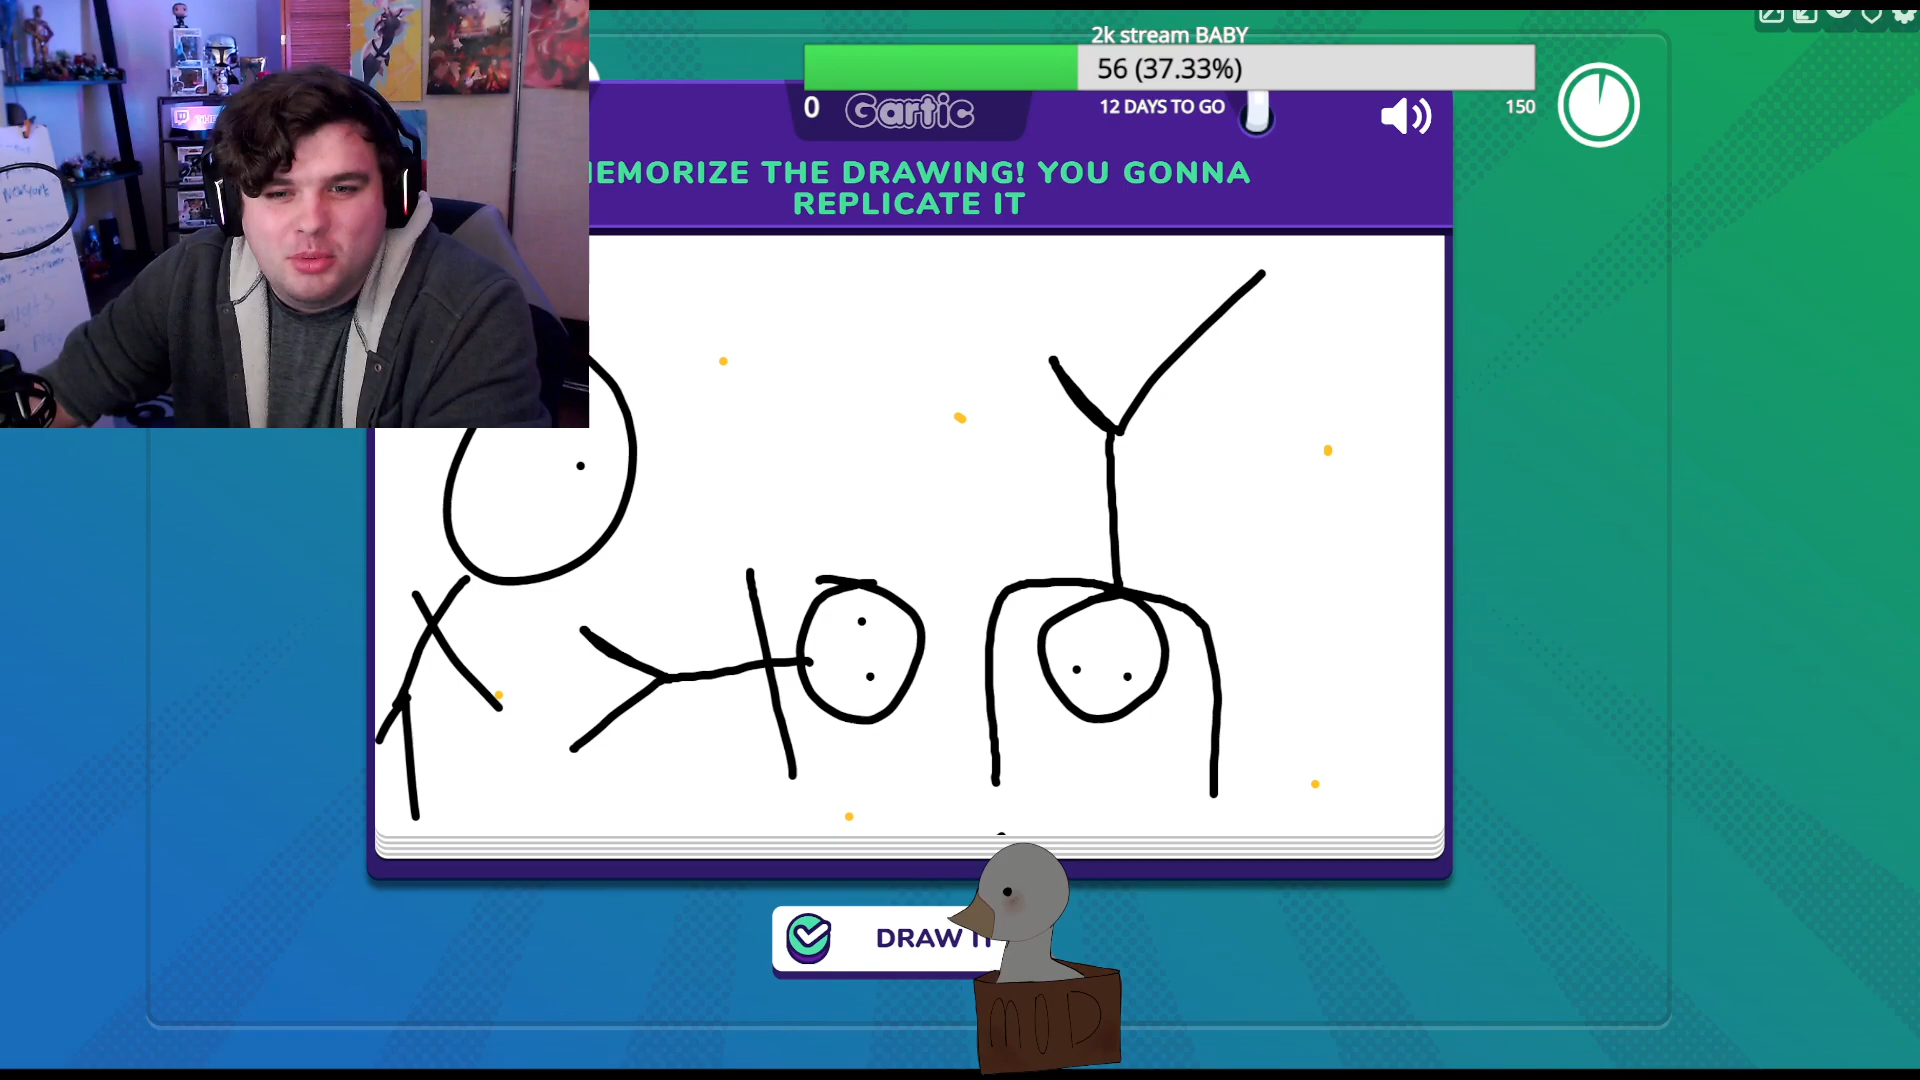 2k stream BABY
56 (37.33%)
0
Gartic
12 DAYS TO GO
150
EMORIZE THE DRAWING! YOU GONNA
REPLICATE IT
NewYork
DRAW IT
MOD